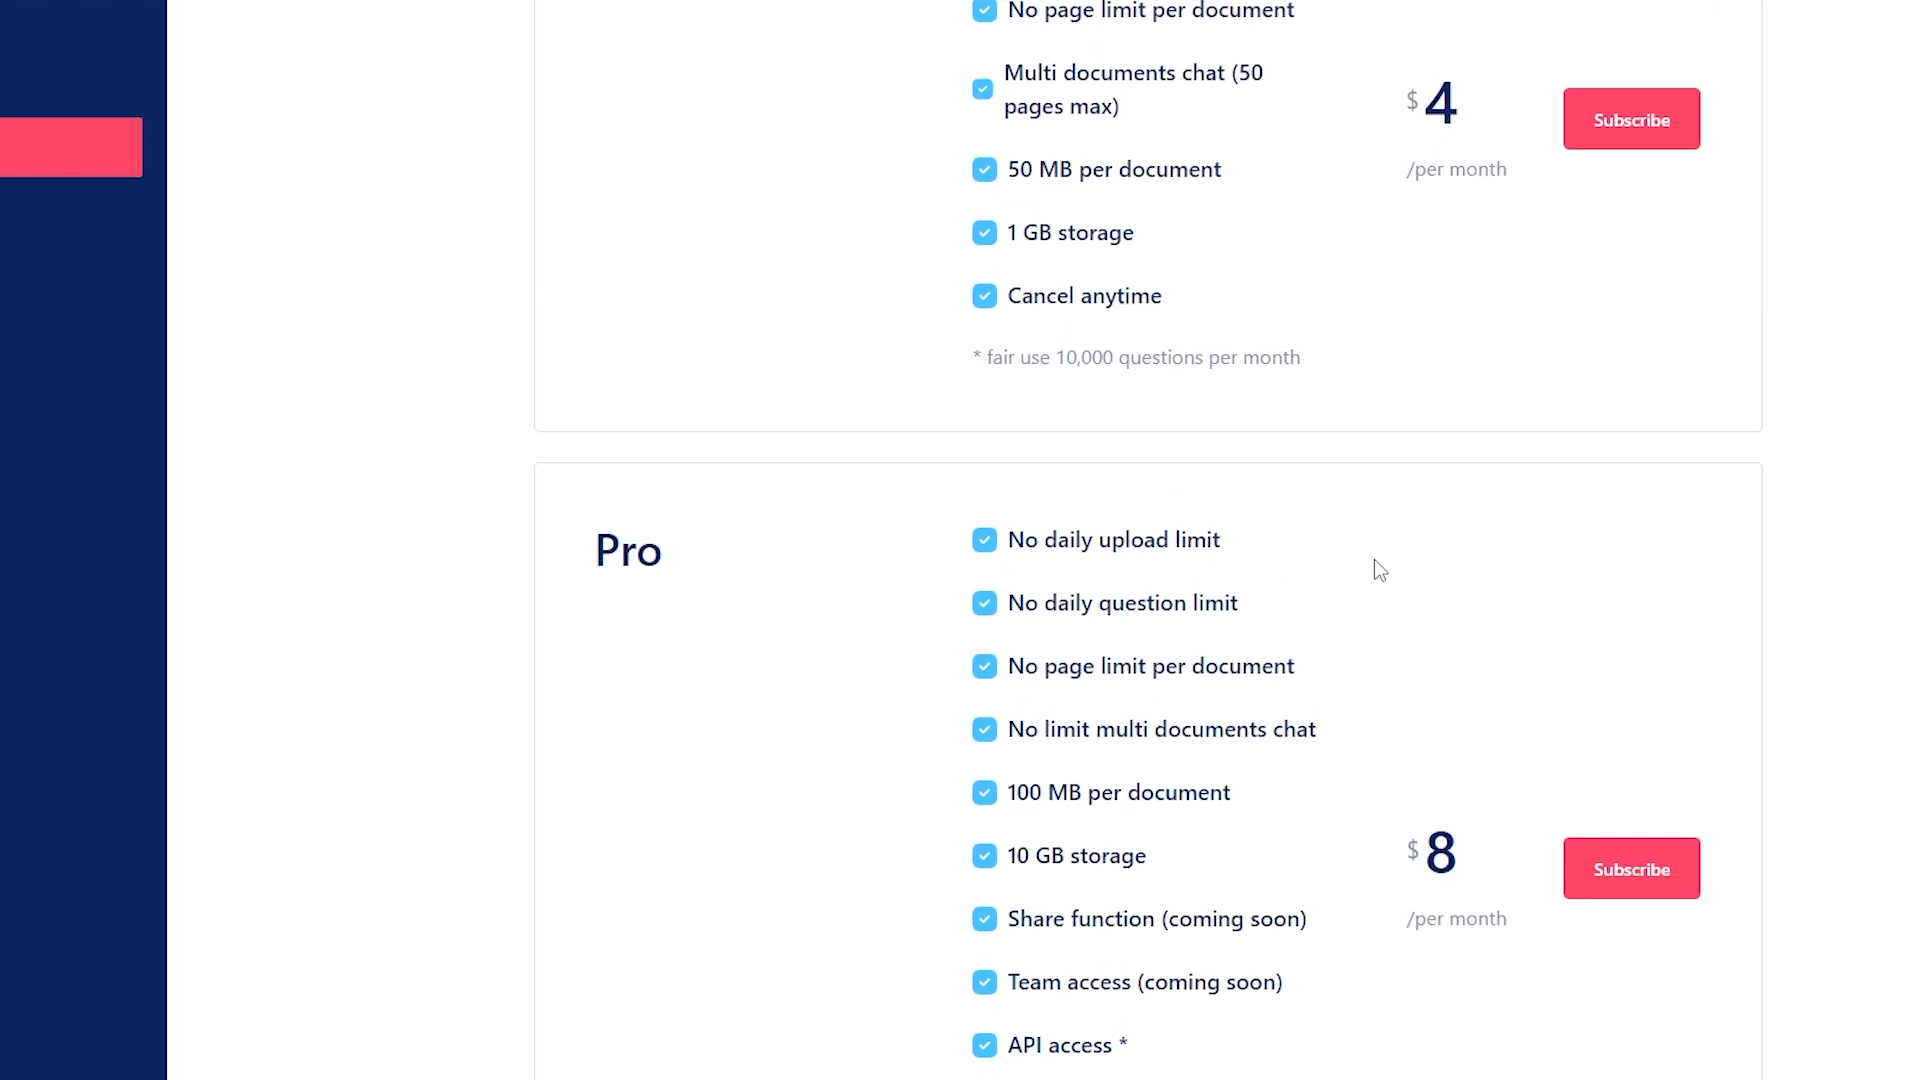 No page limit per document
Multi documents chat (50
pages max)
50 MB per document
1 GB storage
Cancel anytime
* fair use 10,000 questions per month
$ 4
/per month
Subscribe
Pro
No daily upload limit
No daily question limit
No page limit per document
No limit multi documents chat
100 MB per document
10 GB storage
Share function (coming soon)
Team access (coming soon)
API access *
$ 8
/per month
Subscribe